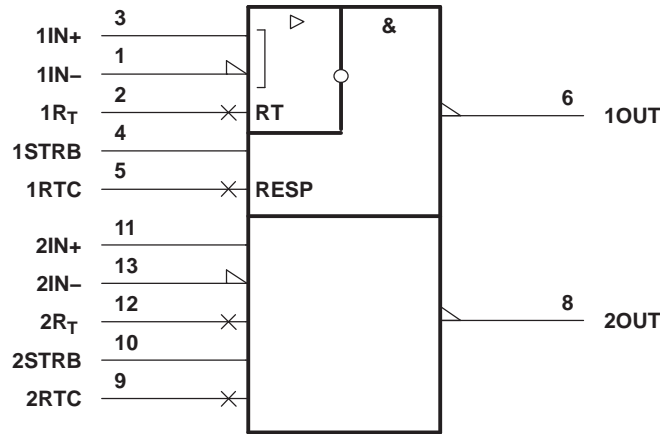 3
1IN+
&
1
1IN–
2
1RT
RT
6
1OUT
4
1STRB
5
1RTC
RESP
11
2IN+
13
2IN–
12
2RT
8
2OUT
10
2STRB
9
2RTC